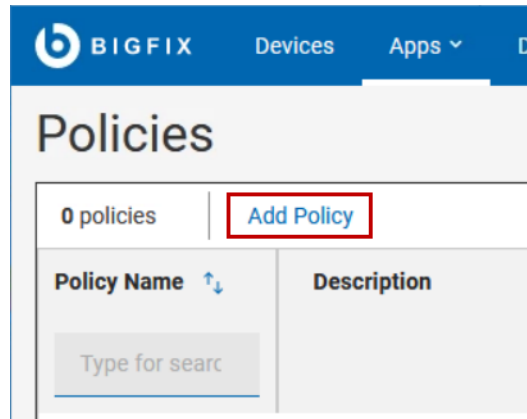 BIGFIX Devices Apps D
Policies
0 policies Add Policy
Policy Name Description
Type for searc